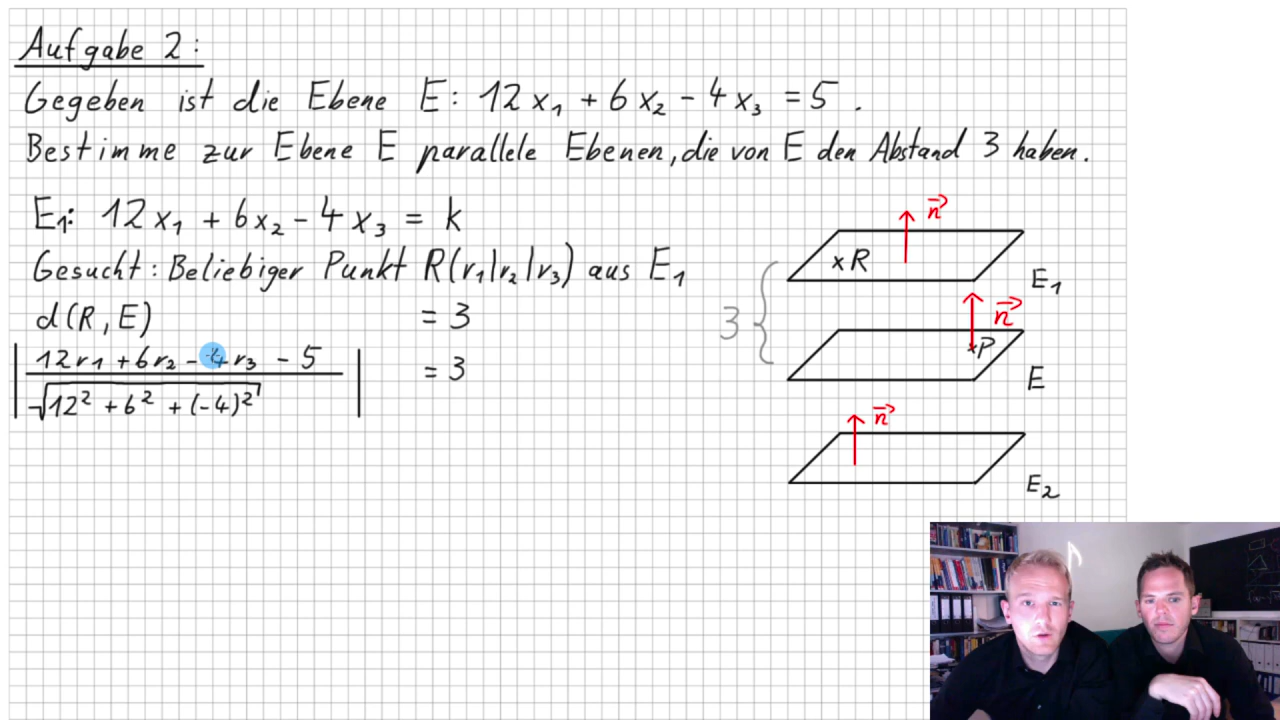 Aufgabe 2:
Gegeben ist die Ebene E: 12x₁ + 6x₂ - 4x₃ = 5.
Bestimme zur Ebene E parallele Ebenen, die von E den Abstand 3 haben.
E₁: 12x₁ + 6x₂ - 4x₃ = k
Gesucht: Beliebiger Punkt R(r₁|r₂|r₃) aus E₁
d(R, E) = 3
|(12r₁ + 6r₂ - 4r₃ - 5) / √(12² + 6² + (-4)²)| = 3
n⃗
xR
E₁
3
n⃗
xP
E
n⃗
E₂